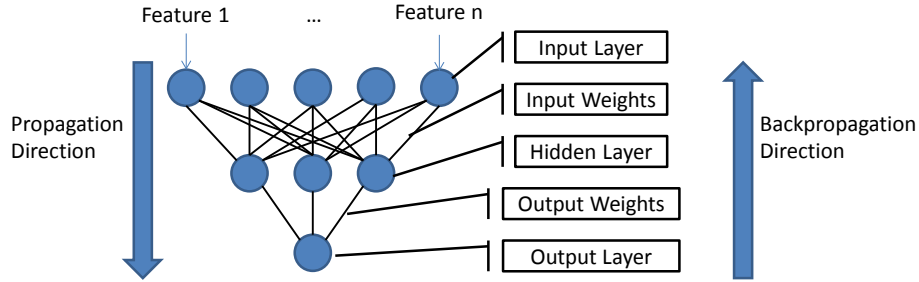 Feature 1
...
Feature n
Input Layer
Input Weights
Propagation
Direction
Hidden Layer
Backpropagation
Direction
Output Weights
Output Layer